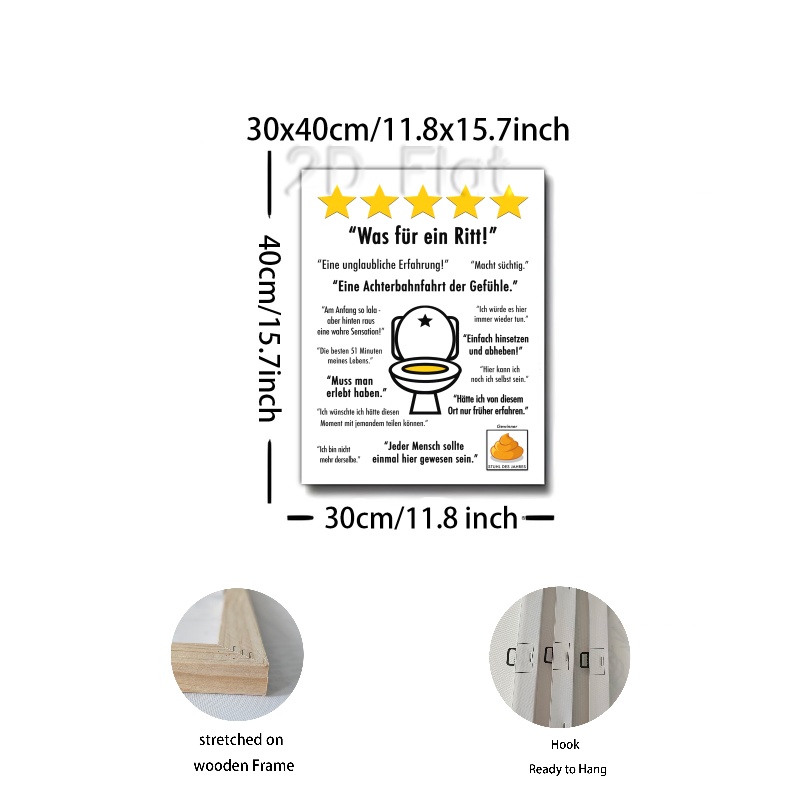 30x40cm/11.8x15.7inch
2D Flat
40cm/15.7inch
“Was für ein Ritt!”
“Eine unglaubliche Erfahrung!”
“Macht süchtig.”
“Eine Achterbahnfahrt der Gefühle.”
“Am Anfang so lala -
aber hinten raus
eine wahre Sensation!”
“Ich würde es hier
immer wieder tun.”
“Die besten 51 Minuten
meines Lebens.”
“Einfach hinsetzen
und abheben!”
“Hier kann ich
noch ich selbst sein.”
“Muss man
erlebt haben.”
“Hätte ich von diesem
Ort nur früher erfahren.”
“Ich wünschte ich hätte diesen
Moment mit jemandem teilen können.”
“Ich bin nicht
mehr derselbe.”
“Jeder Mensch sollte
einmal hier gewesen sein.”
Gewinner
STUHL DES JAHRES
30cm/11.8 inch
stretched on
wooden Frame
Hook
Ready to Hang